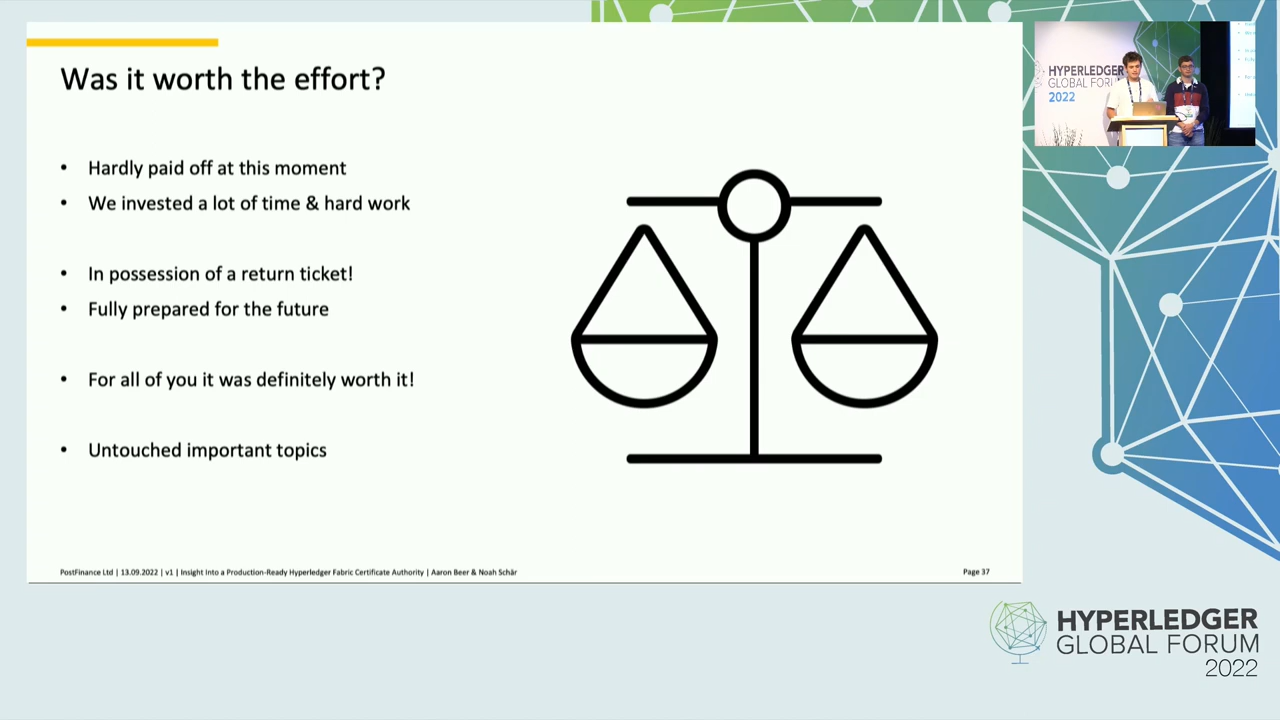 Was it worth the effort?
• Hardly paid off at this moment
• We invested a lot of time & hard work
• In possession of a return ticket!
• Fully prepared for the future
• For all of you it was definitely worth it!
• Untouched important topics
PostFinance Ltd | 13.09.2022 | v1 | Insight Into a Production-Ready Hyperledger Fabric Certificate Authority | Aaron Beer & Noah Schär
Page 37
HYPERLEDGER
GLOBAL FORUM
2022
HYPERLEDGER
GLOBAL FORUM
2022